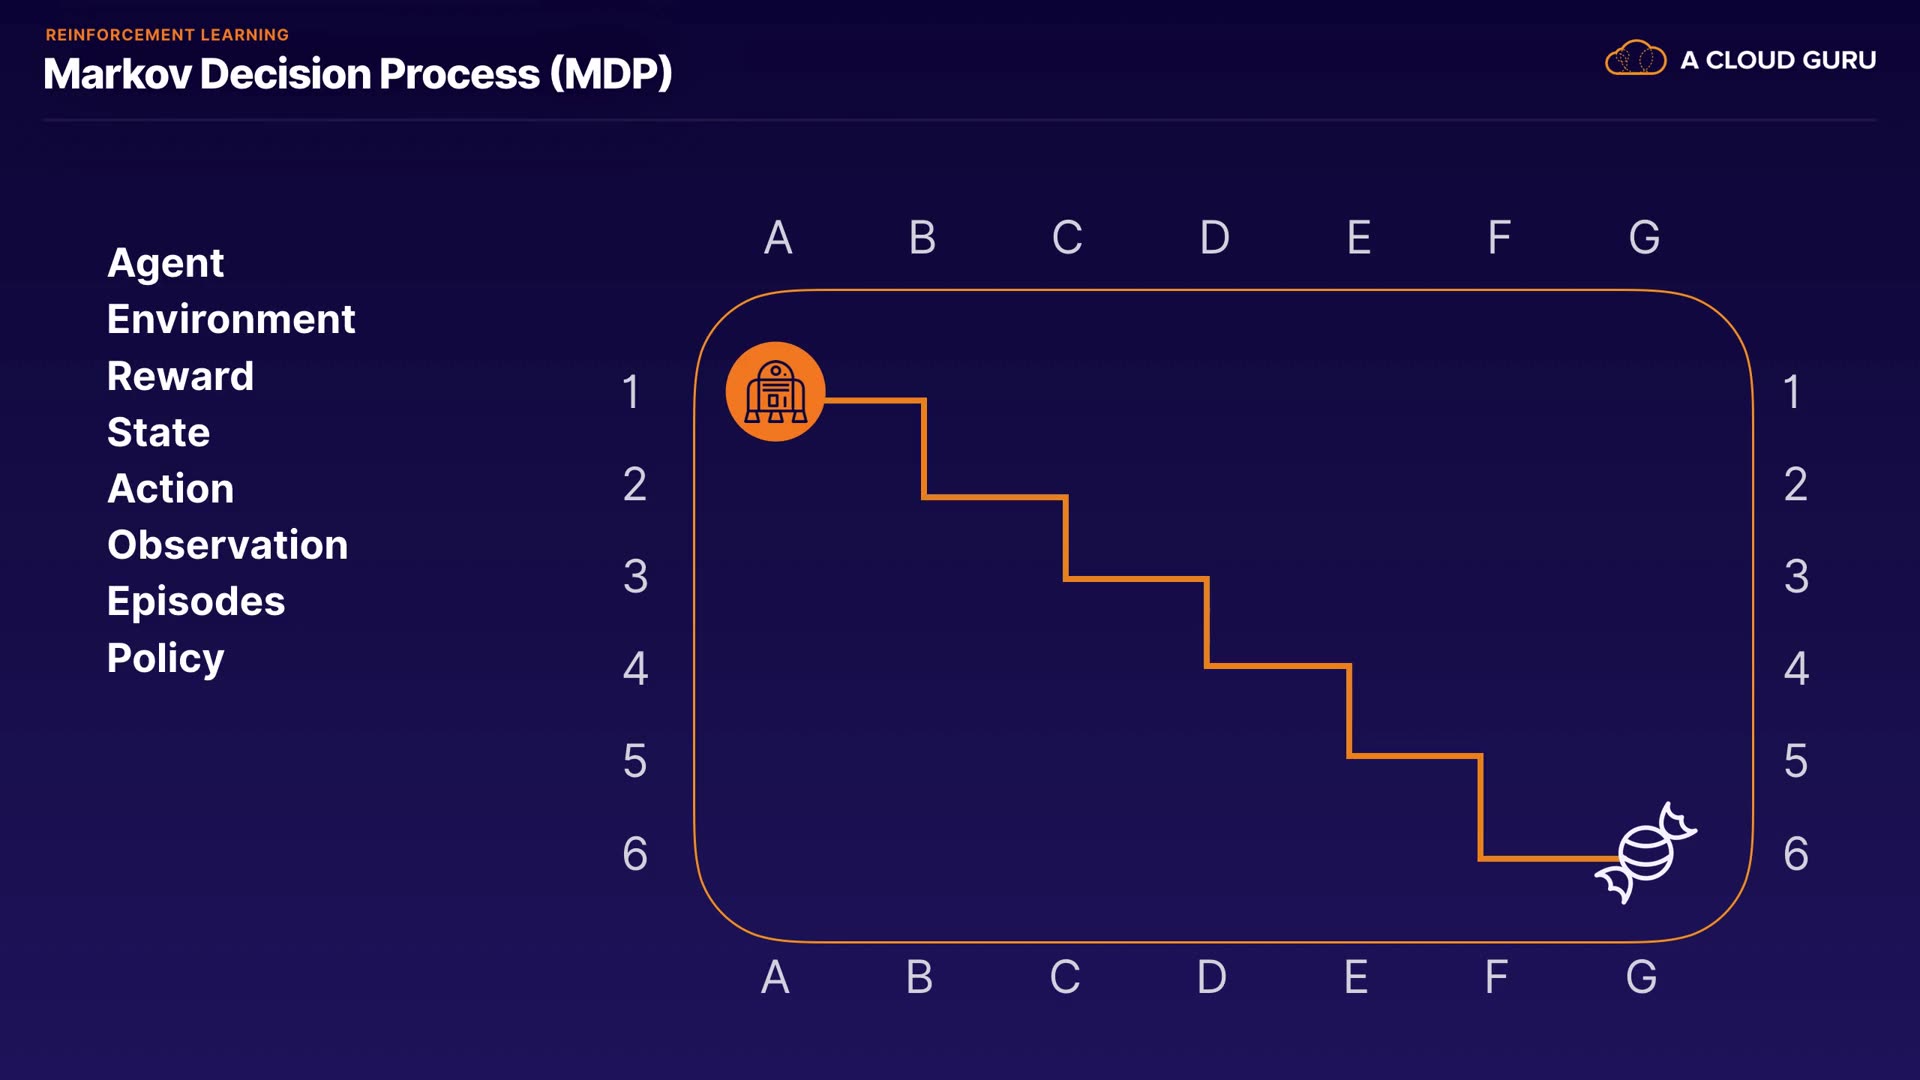 REINFORCEMENT LEARNING
Markov Decision Process (MDP)
A CLOUD GURU
Agent
Environment
Reward
State
Action
Observation
Episodes
Policy
A B C D E F G
1 1
2 2
3 3
4 4
5 5
6 6
A B C D E F G